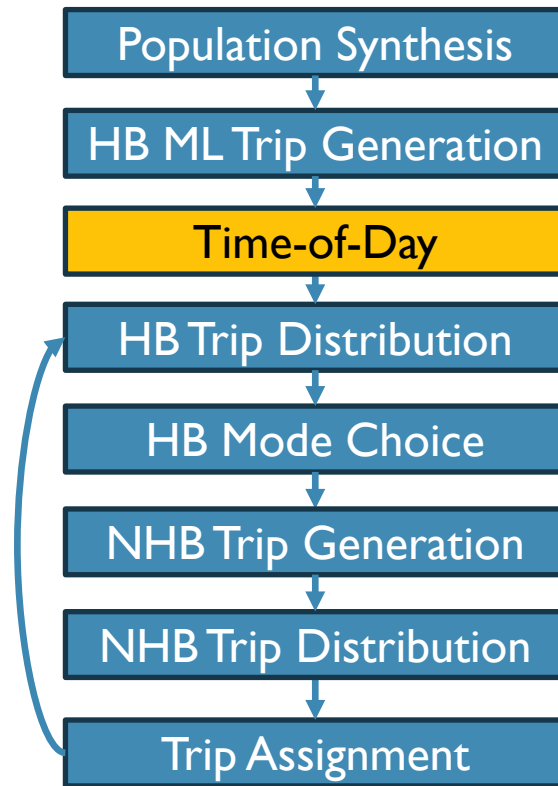 Population Synthesis
HB ML Trip Generation
Time-of-Day
HB Trip Distribution
HB Mode Choice
NHB Trip Generation
NHB Trip Distribution
Trip Assignment